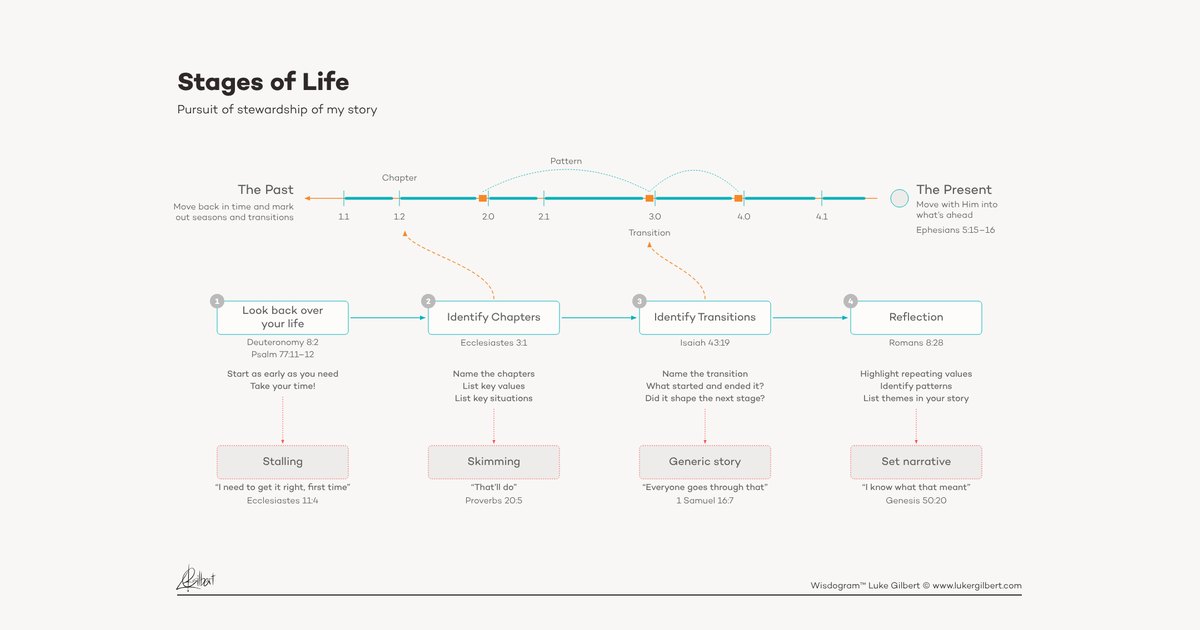 Stages of Life
Pursuit of stewardship of my story
Pattern
Chapter
The Past
Move back in time and mark
out seasons and transitions
1.1
1.2
2.0
2.1
3.0
4.0
4.1
Transition
The Present
Move with Him into
what's ahead
Ephesians 5:15–16
1
Look back over
your life
Deuteronomy 8:2
Psalm 77:11–12
Start as early as you need
Take your time!
Stalling
“I need to get it right, first time”
Ecclesiastes 11:4
2
Identify Chapters
Ecclesiastes 3:1
Name the chapters
List key values
List key situations
Skimming
“That'll do”
Proverbs 20:5
3
Identify Transitions
Isaiah 43:19
Name the transition
What started and ended it?
Did it shape the next stage?
Generic story
“Everyone goes through that”
1 Samuel 16:7
4
Reflection
Romans 8:28
Highlight repeating values
Identify patterns
List themes in your story
Set narrative
“I know what that meant”
Genesis 50:20
LGilbert
Wisdogram™ Luke Gilbert © www.lukergilbert.com